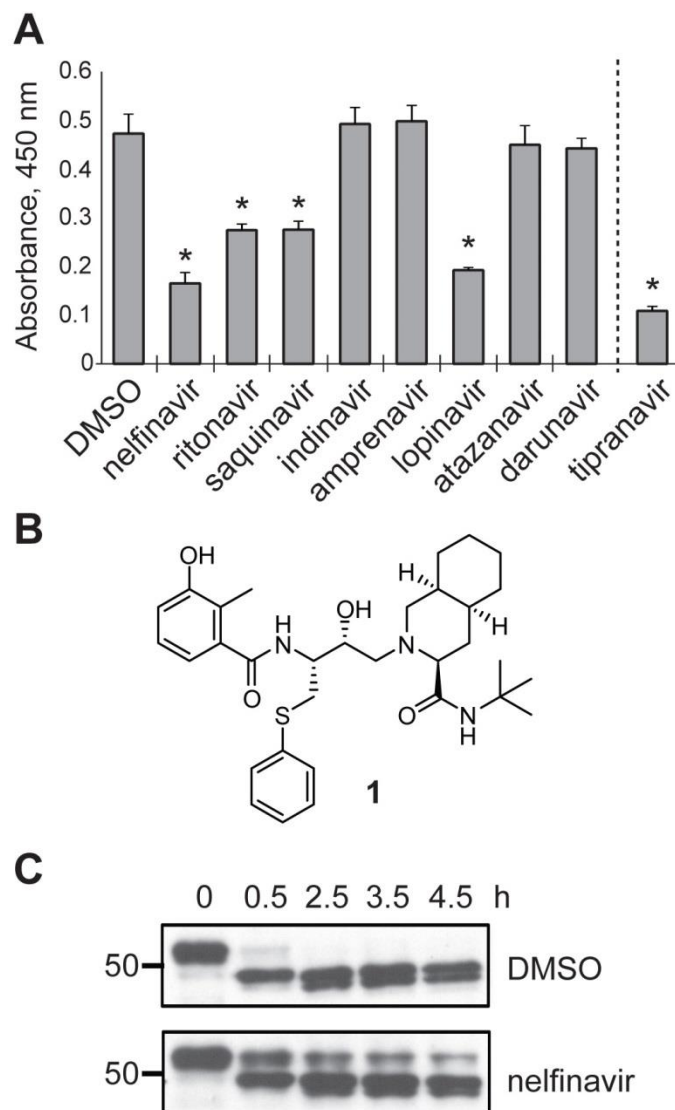 A
Absorbance, 450 nm
0.6
0.5
0.4
0.3
0.2
0.1
0
* * * * *
DMSO
nelfinavir
ritonavir
saquinavir
indinavir
amprenavir
lopinavir
atazanavir
darunavir
tipranavir
B
OH
H
H
N
OH
N
H
O
S
O
N
H
1
C
0 0.5 2.5 3.5 4.5 h
50
DMSO
50
nelfinavir